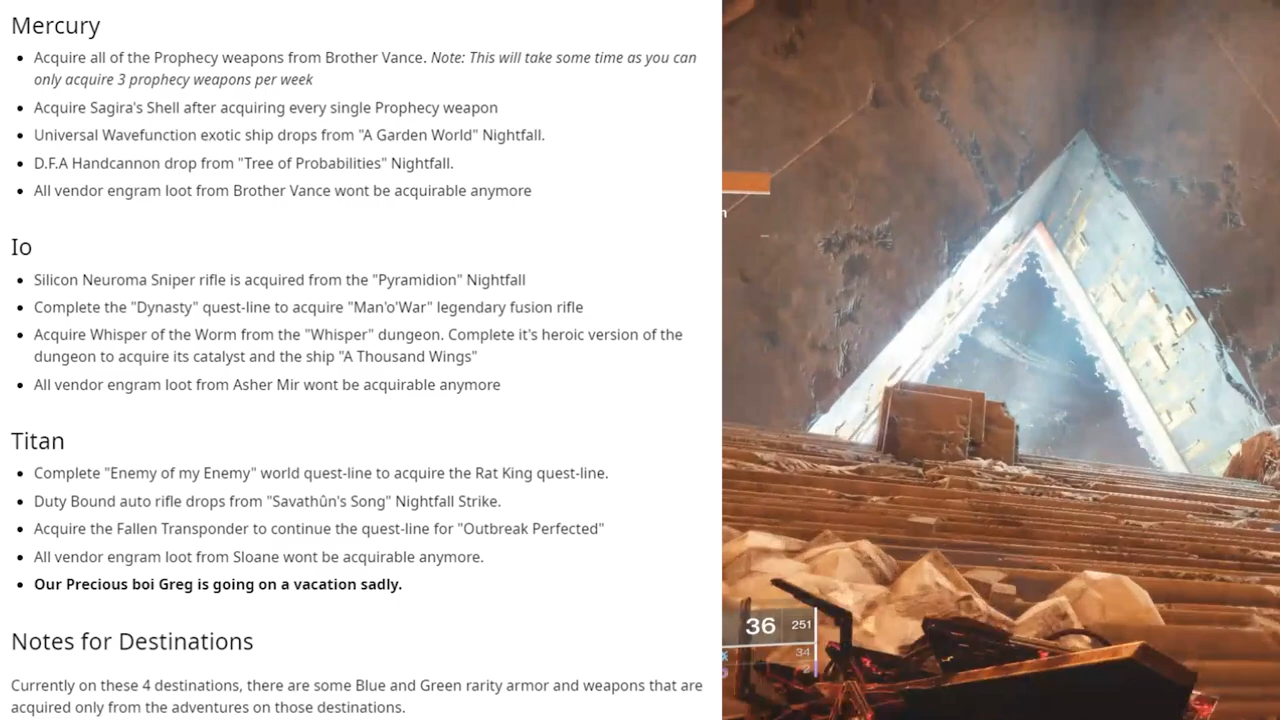 Mercury
Acquire all of the Prophecy weapons from Brother Vance. Note: This will take some time as you can
only acquire 3 prophecy weapons per week
Acquire Sagira's Shell after acquiring every single Prophecy weapon
Universal Wavefunction exotic ship drops from "A Garden World" Nightfall.
D.F.A Handcannon drop from "Tree of Probabilities" Nightfall.
All vendor engram loot from Brother Vance wont be acquirable anymore
Io
Silicon Neuroma Sniper rifle is acquired from the "Pyramidion" Nightfall
Complete the "Dynasty" quest-line to acquire "Man'o'War" legendary fusion rifle
Acquire Whisper of the Worm from the "Whisper" dungeon. Complete it's heroic version of the
dungeon to acquire its catalyst and the ship "A Thousand Wings"
All vendor engram loot from Asher Mir wont be acquirable anymore
Titan
Complete "Enemy of my Enemy" world quest-line to acquire the Rat King quest-line.
Duty Bound auto rifle drops from "Savathûn's Song" Nightfall Strike.
Acquire the Fallen Transponder to continue the quest-line for "Outbreak Perfected"
All vendor engram loot from Sloane wont be acquirable anymore.
Our Precious boi Greg is going on a vacation sadly.
Notes for Destinations
Currently on these 4 destinations, there are some Blue and Green rarity armor and weapons that are
acquired only from the adventures on those destinations.
36 251
34
2